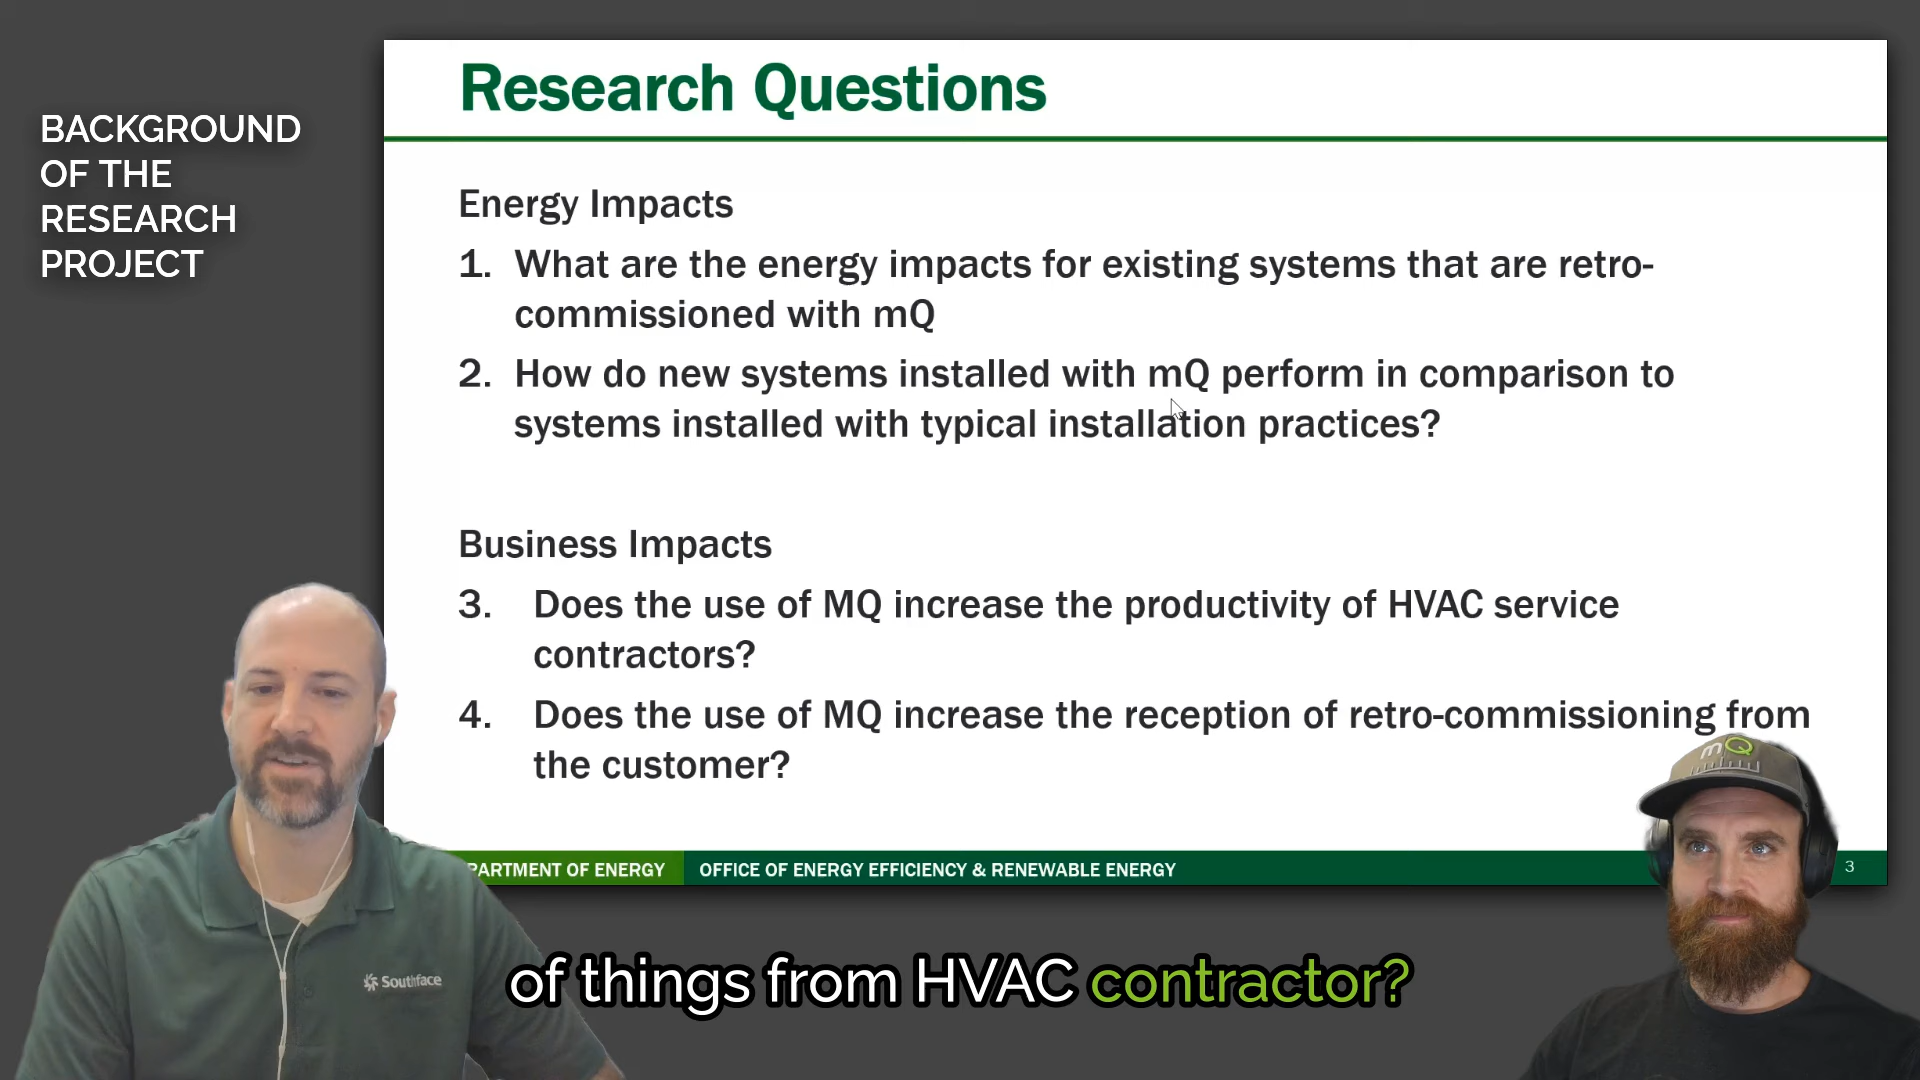 BACKGROUND
OF THE
RESEARCH
PROJECT
Research Questions
Energy Impacts
1. What are the energy impacts for existing systems that are retro-
commissioned with mQ
2. How do new systems installed with mQ perform in comparison to
systems installed with typical installation practices?
Business Impacts
3. Does the use of MQ increase the productivity of HVAC service
contractors?
4. Does the use of MQ increase the reception of retro-commissioning from
the customer?
PARTMENT OF ENERGY OFFICE OF ENERGY EFFICIENCY & RENEWABLE ENERGY 3
mQ
Southface
of things from HVAC contractor?